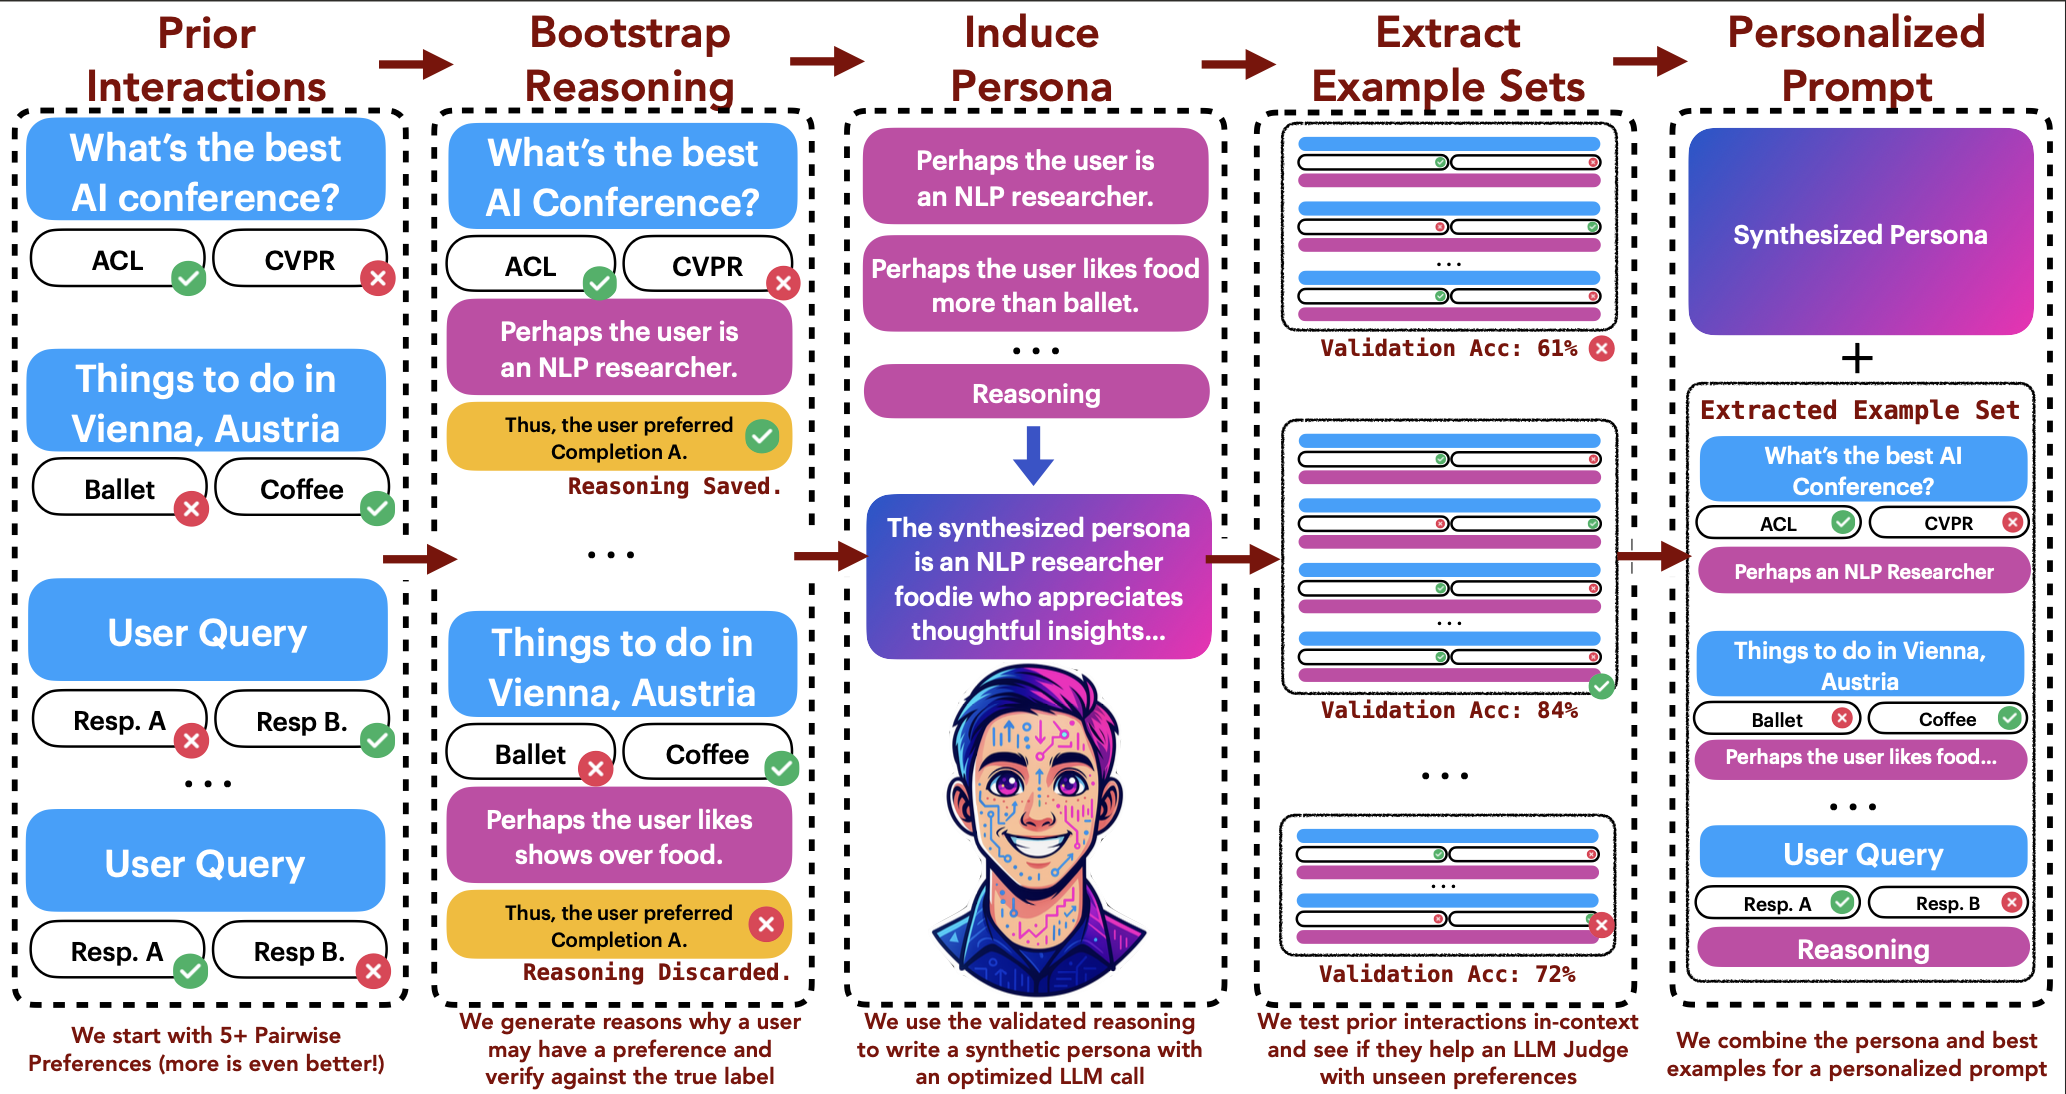 Prior
Interactions
What's the best
AI conference?
ACL
CVPR
Things to do in
Vienna, Austria
Ballet
Coffee
User Query
Resp. A
Resp B.
...
User Query
Resp. A
Resp B.
We start with 5+ Pairwise
Preferences (more is even better!)
Bootstrap
Reasoning
What's the best
AI Conference?
ACL
CVPR
Perhaps the user is
an NLP researcher.
Thus, the user preferred
Completion A.
Reasoning Saved.
...
Things to do in
Vienna, Austria
Ballet
Coffee
Perhaps the user likes
shows over food.
Thus, the user preferred
Completion A.
Reasoning Discarded.
We generate reasons why a user
may have a preference and
verify against the true label
Induce
Persona
Perhaps the user is
an NLP researcher.
Perhaps the user likes food
more than ballet.
...
Reasoning
The synthesized persona
is an NLP researcher
foodie who appreciates
thoughtful insights...
We use the validated reasoning
to write a synthetic persona with
an optimized LLM call
Extract
Example Sets
...
Validation Acc: 61%
...
Validation Acc: 84%
...
...
Validation Acc: 72%
We test prior interactions in-context
and see if they help an LLM Judge
with unseen preferences
Personalized
Prompt
Synthesized Persona
+
Extracted Example Set
What's the best AI
Conference?
ACL
CVPR
Perhaps an NLP Researcher
Things to do in Vienna,
Austria
Ballet
Coffee
Perhaps the user likes food...
...
User Query
Resp. A
Resp. B
Reasoning
We combine the persona and best
examples for a personalized prompt